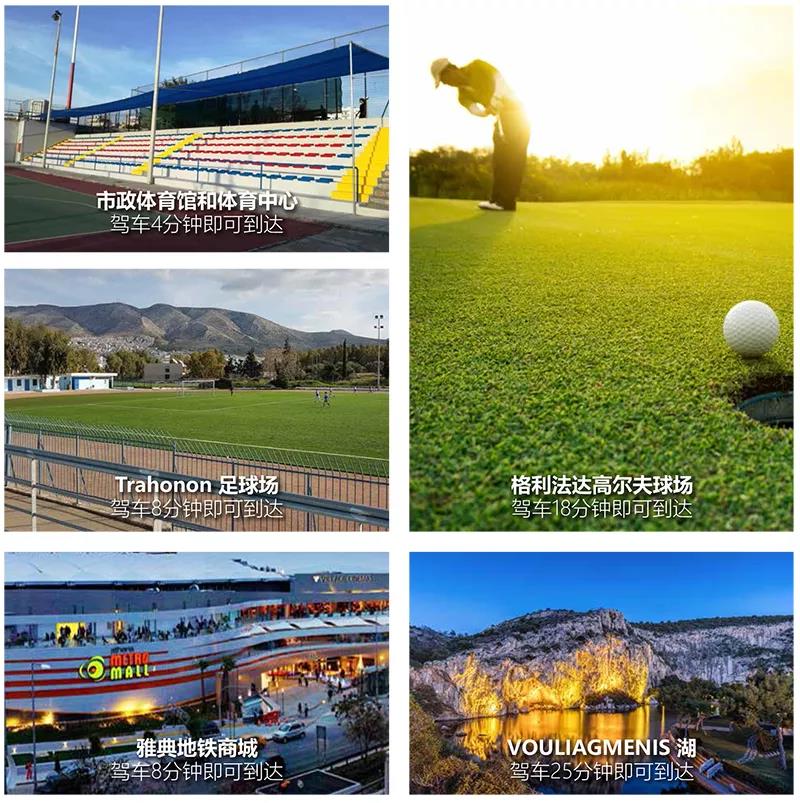 市政体育馆和体育中心
驾车4分钟即可到达
Trahonon 足球场
驾车8分钟即可到达
格利法达高尔夫球场
驾车18分钟即可到达
VILLAGE CINEMAS
athens
METRO
MALL
雅典地铁商城
驾车8分钟即可到达
VOULIAGMENIS 湖
驾车25分钟即可到达